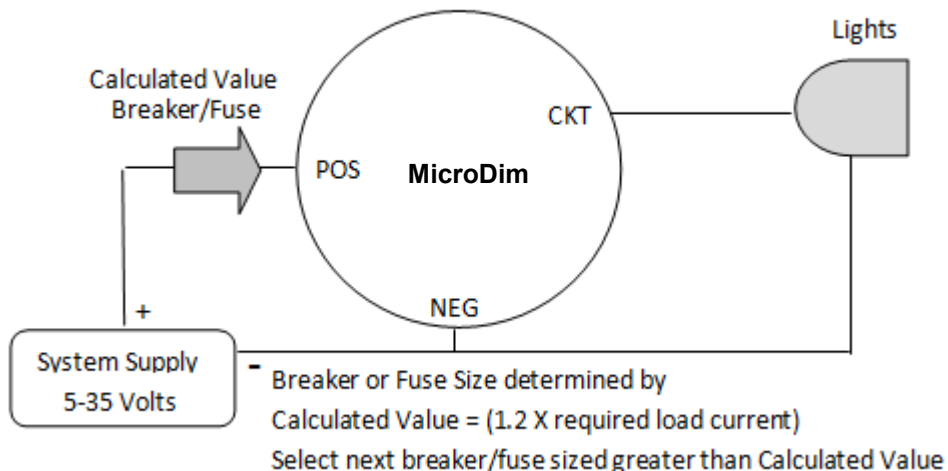 Lights
Calculated Value
Breaker/Fuse
CKT
POS
MicroDim
NEG
+
-
System Supply
5-35 Volts
Breaker or Fuse Size determined by
Calculated Value = (1.2 X required load current)
Select next breaker/fuse sized greater than Calculated Value